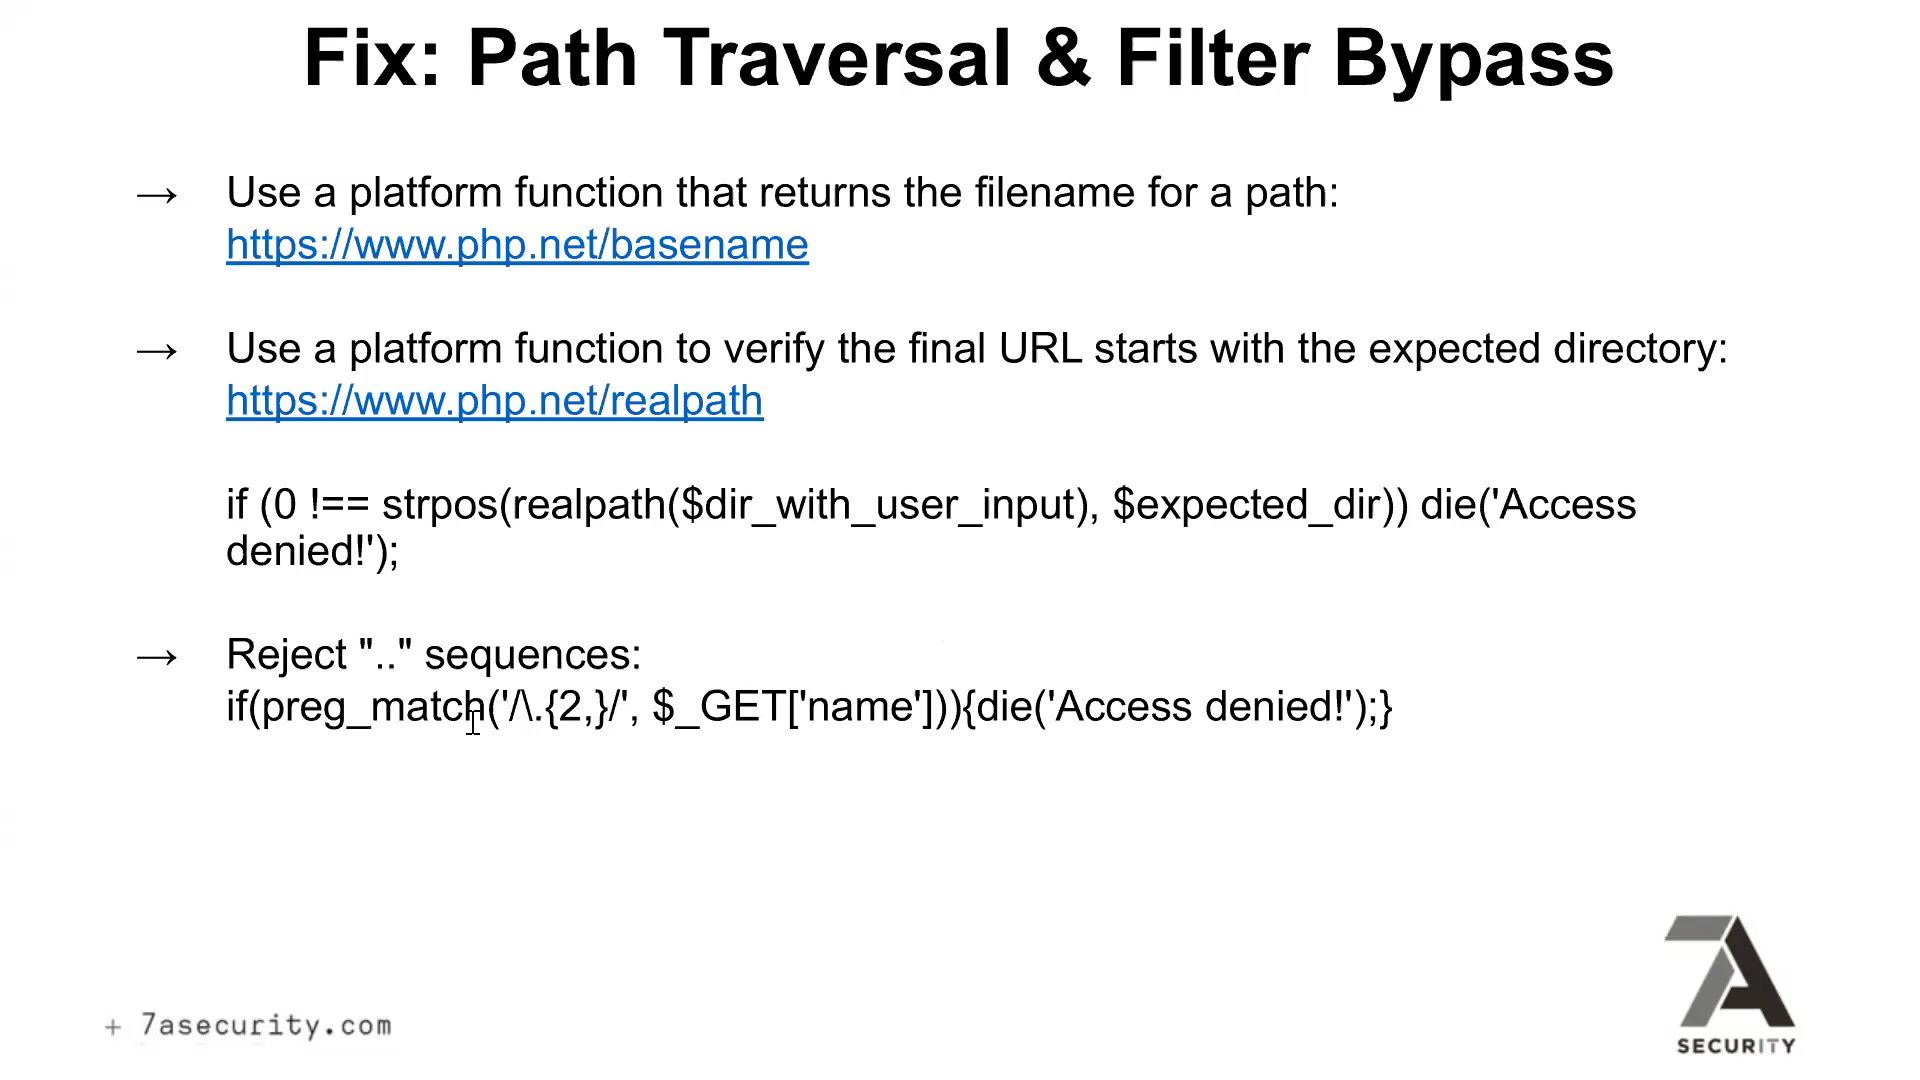 Fix: Path Traversal & Filter Bypass
→ Use a platform function that returns the filename for a path:
https://www.php.net/basename
→ Use a platform function to verify the final URL starts with the expected directory:
https://www.php.net/realpath
if (0 !== strpos(realpath($dir_with_user_input), $expected_dir)) die('Access
denied!');
→ Reject ".." sequences:
if(preg_match('/\.{2,}/', $_GET['name'])){die('Access denied!');}
+ 7asecurity.com
7A
SECURITY